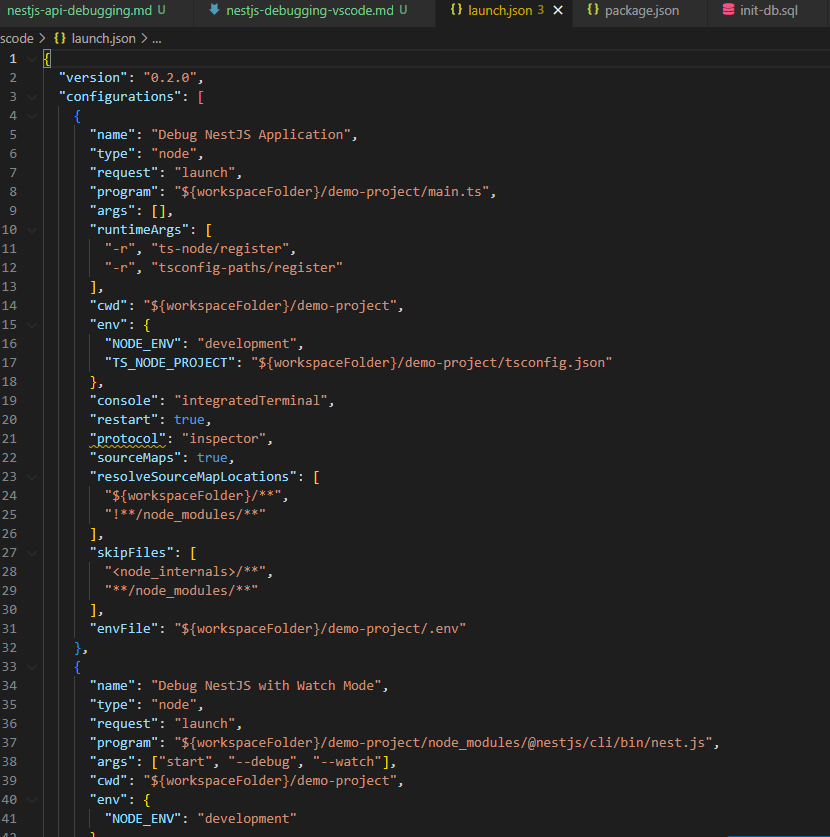 nestjs-api-debugging.md U nestjs-debugging-vscode.md U {} launch.json 3 × {} package.json init-db.sql
scode > {} launch.json > ...
1 {
2 "version": "0.2.0",
3 "configurations": [
4 {
5 "name": "Debug NestJS Application",
6 "type": "node",
7 "request": "launch",
8 "program": "${workspaceFolder}/demo-project/main.ts",
9 "args": [],
10 "runtimeArgs": [
11 "-r", "ts-node/register",
12 "-r", "tsconfig-paths/register"
13 ],
14 "cwd": "${workspaceFolder}/demo-project",
15 "env": {
16 "NODE_ENV": "development",
17 "TS_NODE_PROJECT": "${workspaceFolder}/demo-project/tsconfig.json"
18 },
19 "console": "integratedTerminal",
20 "restart": true,
21 "protocol": "inspector",
22 "sourceMaps": true,
23 "resolveSourceMapLocations": [
24 "${workspaceFolder}/**",
25 "!**/node_modules/**"
26 ],
27 "skipFiles": [
28 "<node_internals>/**",
29 "**/node_modules/**"
30 ],
31 "envFile": "${workspaceFolder}/demo-project/.env"
32 },
33 {
34 "name": "Debug NestJS with Watch Mode",
35 "type": "node",
36 "request": "launch",
37 "program": "${workspaceFolder}/demo-project/node_modules/@nestjs/cli/bin/nest.js",
38 "args": ["start", "--debug", "--watch"],
39 "cwd": "${workspaceFolder}/demo-project",
40 "env": {
41 "NODE_ENV": "development"